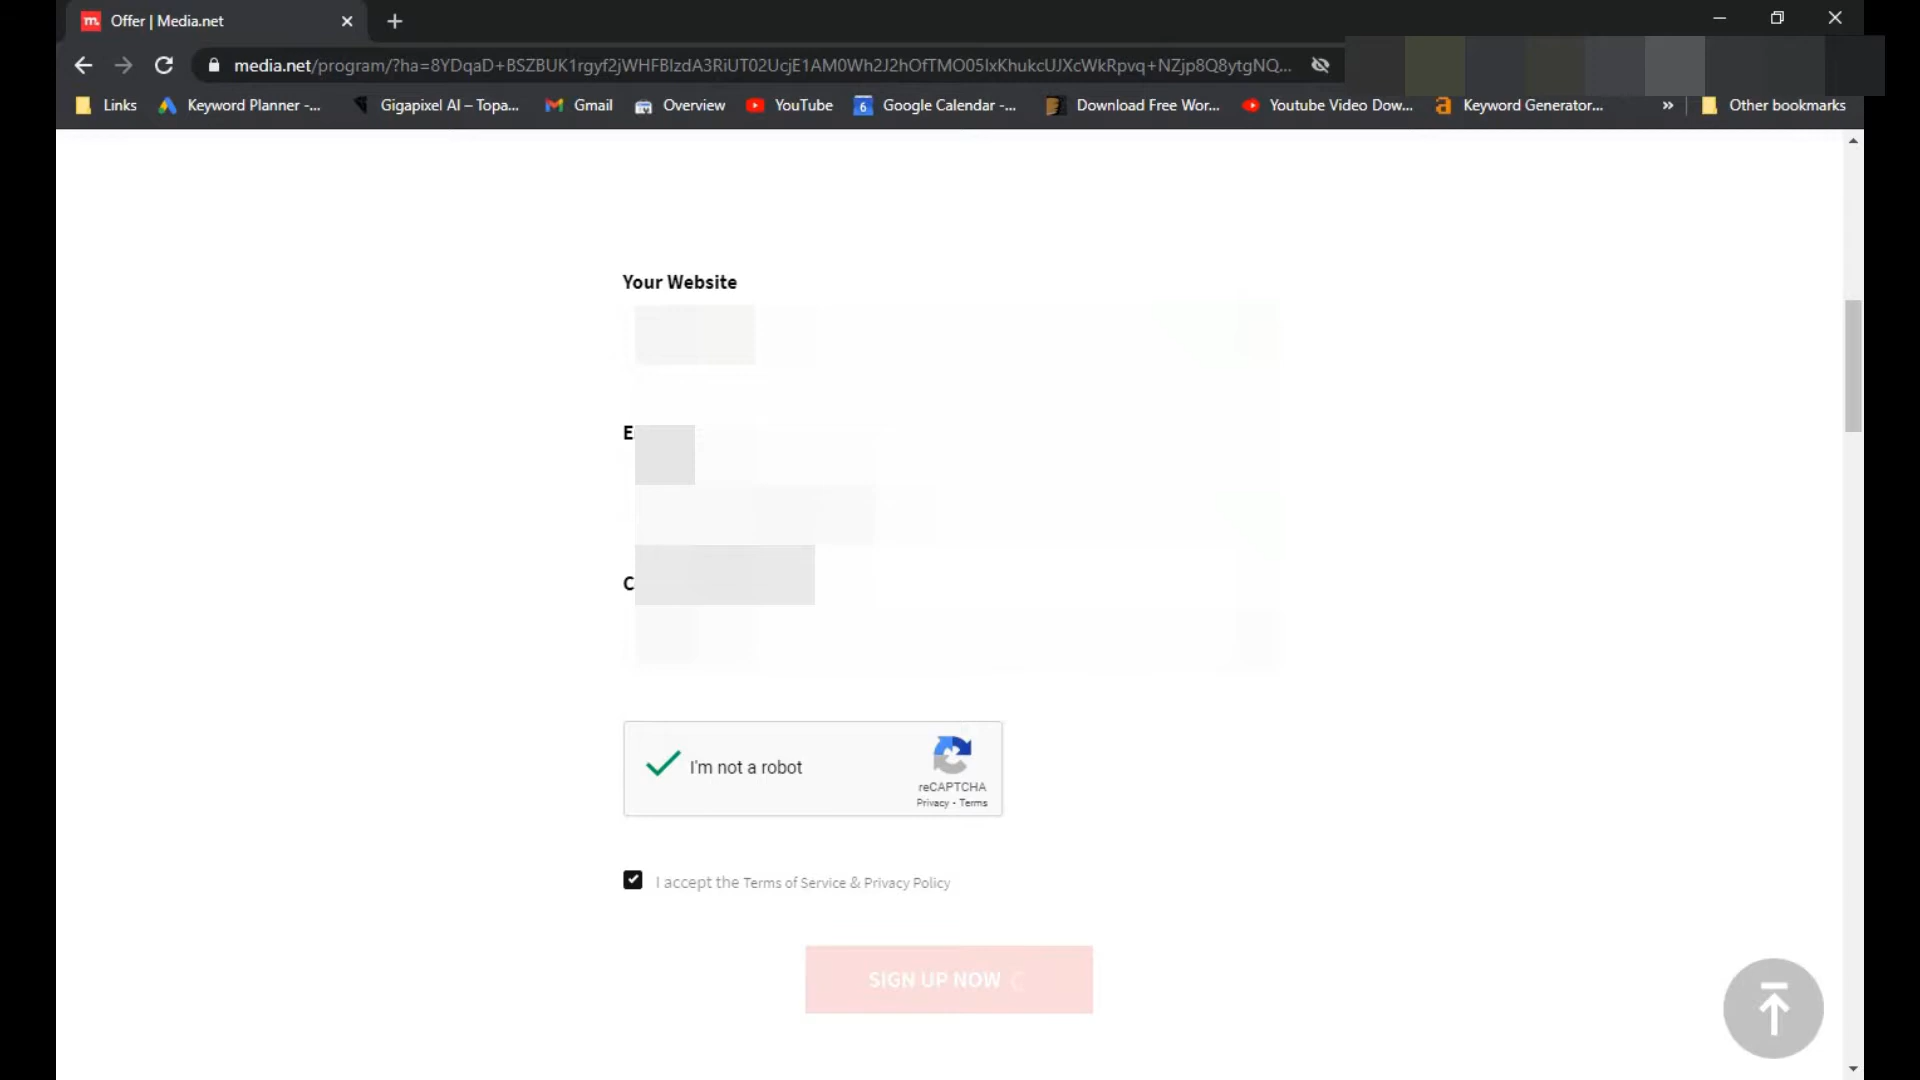 Offer | Media.net
media.net/program/?ha=8YDqaD+BSZBUK1rgyf2jWHFBIzdA3RiUT02UcjE1AM0Wh2J2hOfTMO05IxKhukcUJXcWkRpvq+NZjp8Q8ytgNQ...
Links Keyword Planner -... Gigapixel AI – Topa... Gmail Overview YouTube 6 Google Calendar -... Download Free Wor... Youtube Video Dow... Keyword Generator... » Other bookmarks
Your Website
E
C
I'm not a robot
reCAPTCHA
Privacy - Terms
I accept the Terms of Service & Privacy Policy
SIGN UP NOW